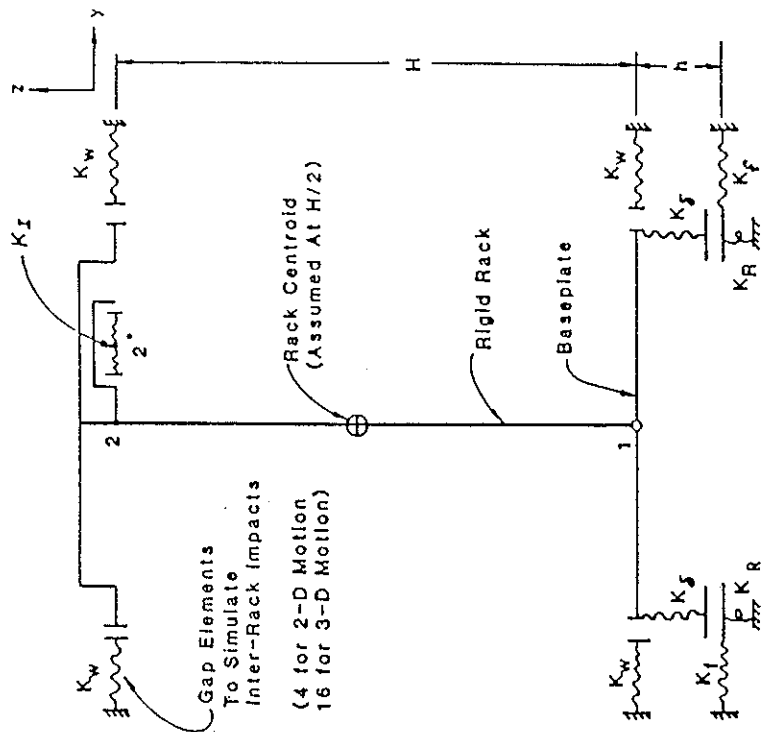 z
y
K_I
K_w
K_w
2*
2
Gap Elements
To Simulate
Inter-Rack Impacts
(4 for 2-D Motion
16 for 3-D Motion)
Rack Centroid
(Assumed At H/2)
H
Rigid Rack
Baseplate
1
K_w
K_w
K_δ
K_δ
h
K_f
K_f
K_R
K_R